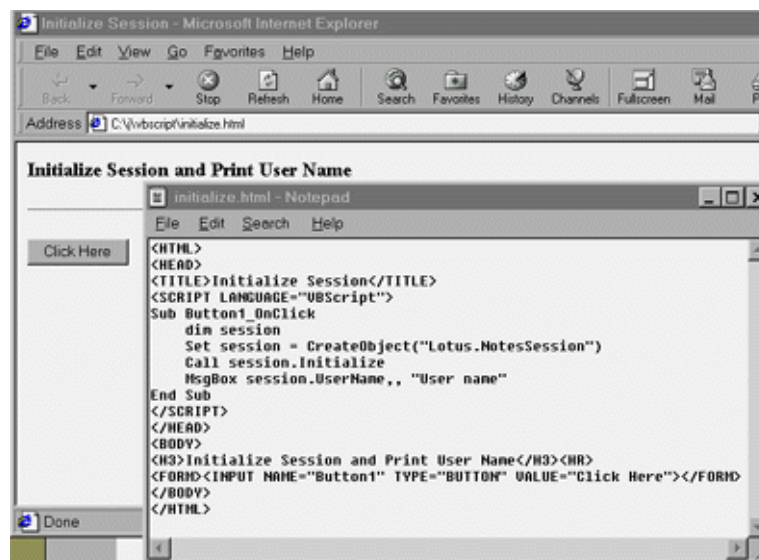 Initialize Session - Microsoft Internet Explorer
File Edit View Go Favorites Help
Back Forward Stop Refresh Home Search Favorites History Channels Fullscreen Mail
Address C:\j\vbscript\initialize.html
Initialize Session and Print User Name
initialize.html - Notepad
File Edit Search Help
Click Here
<HTML>
<HEAD>
<TITLE>Initialize Session</TITLE>
<SCRIPT LANGUAGE="VBScript">
Sub Button1_OnClick
    dim session
    Set session = CreateObject("Lotus.NotesSession")
    Call session.Initialize
    MsgBox session.UserName,, "User name"
End Sub
</SCRIPT>
</HEAD>
<BODY>
<H3>Initialize Session and Print User Name</H3><HR>
<FORM><INPUT NAME="Button1" TYPE="BUTTON" VALUE="Click Here"></FORM>
</BODY>
</HTML>
Done